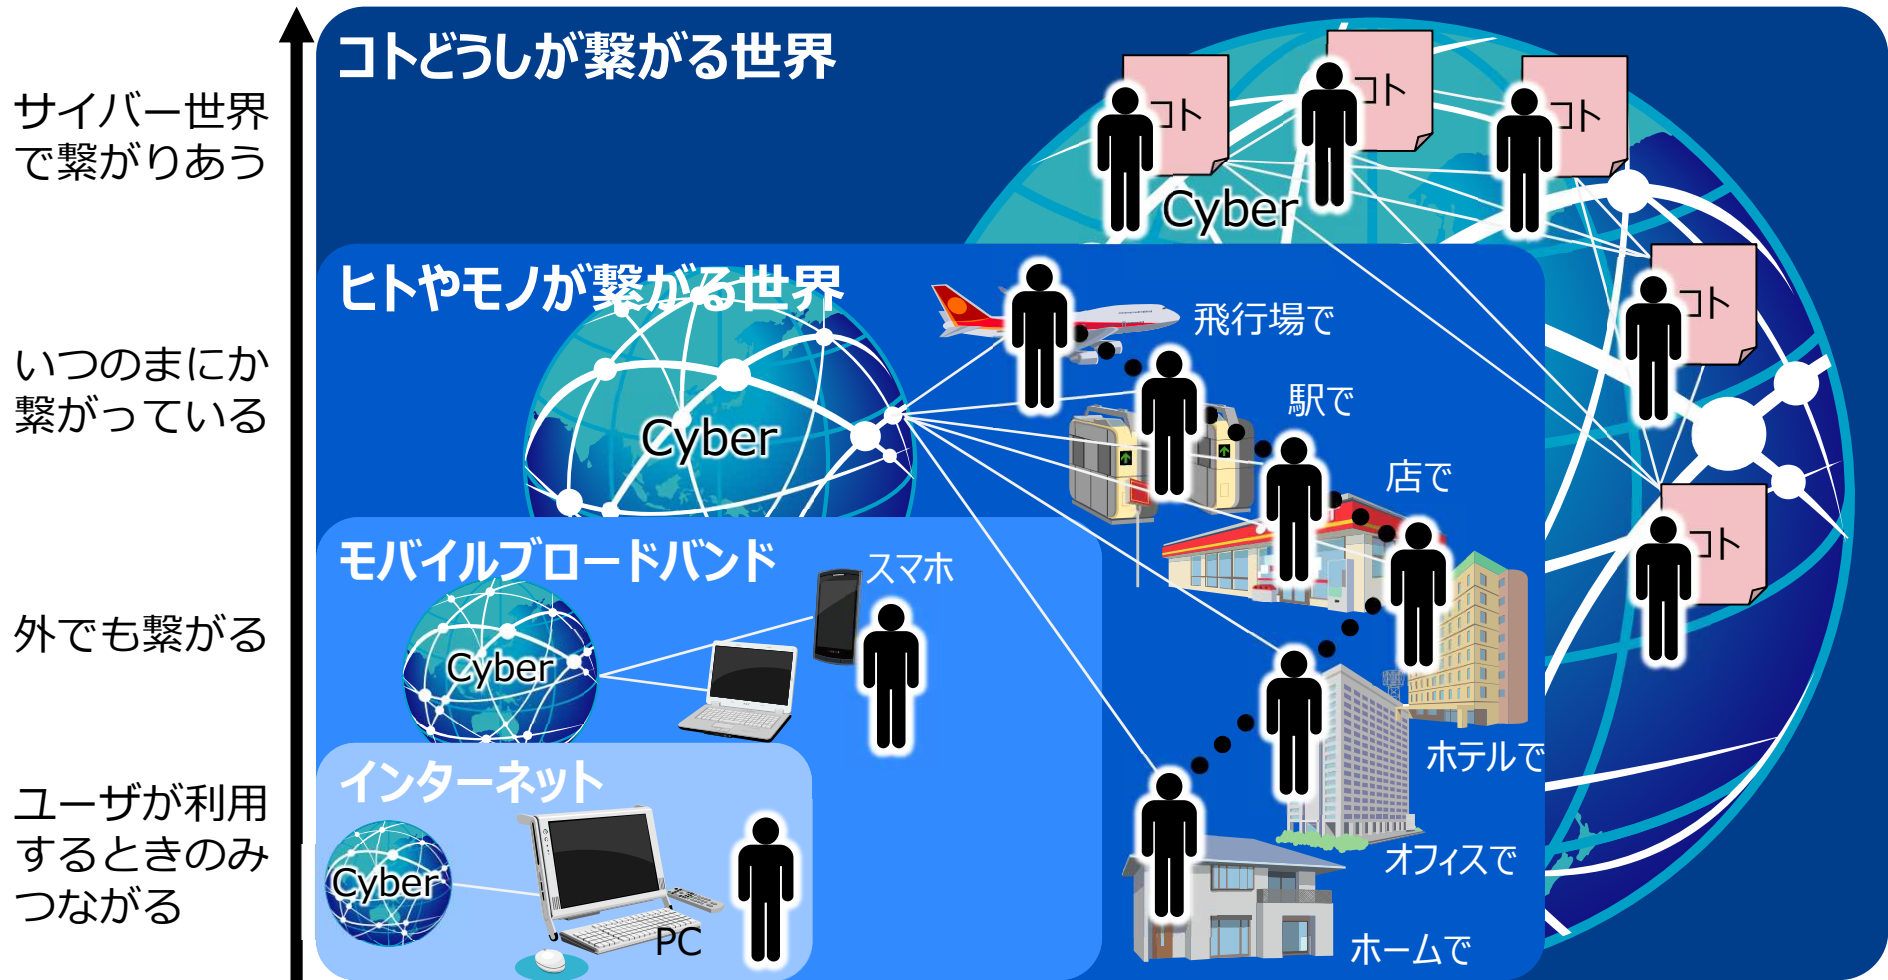 コトどうしが繋がる世界
サイバー世界
で繋がりあう
コト
コト
コト
Cyber
コト
コト
ヒトやモノが繋がる世界
いつのまにか
繋がっている
Cyber
飛行場で
駅で
店で
ホテルで
オフィスで
ホームで
モバイルブロードバンド
外でも繋がる
スマホ
Cyber
インターネット
ユーザが利用
するときのみ
つながる
Cyber
PC